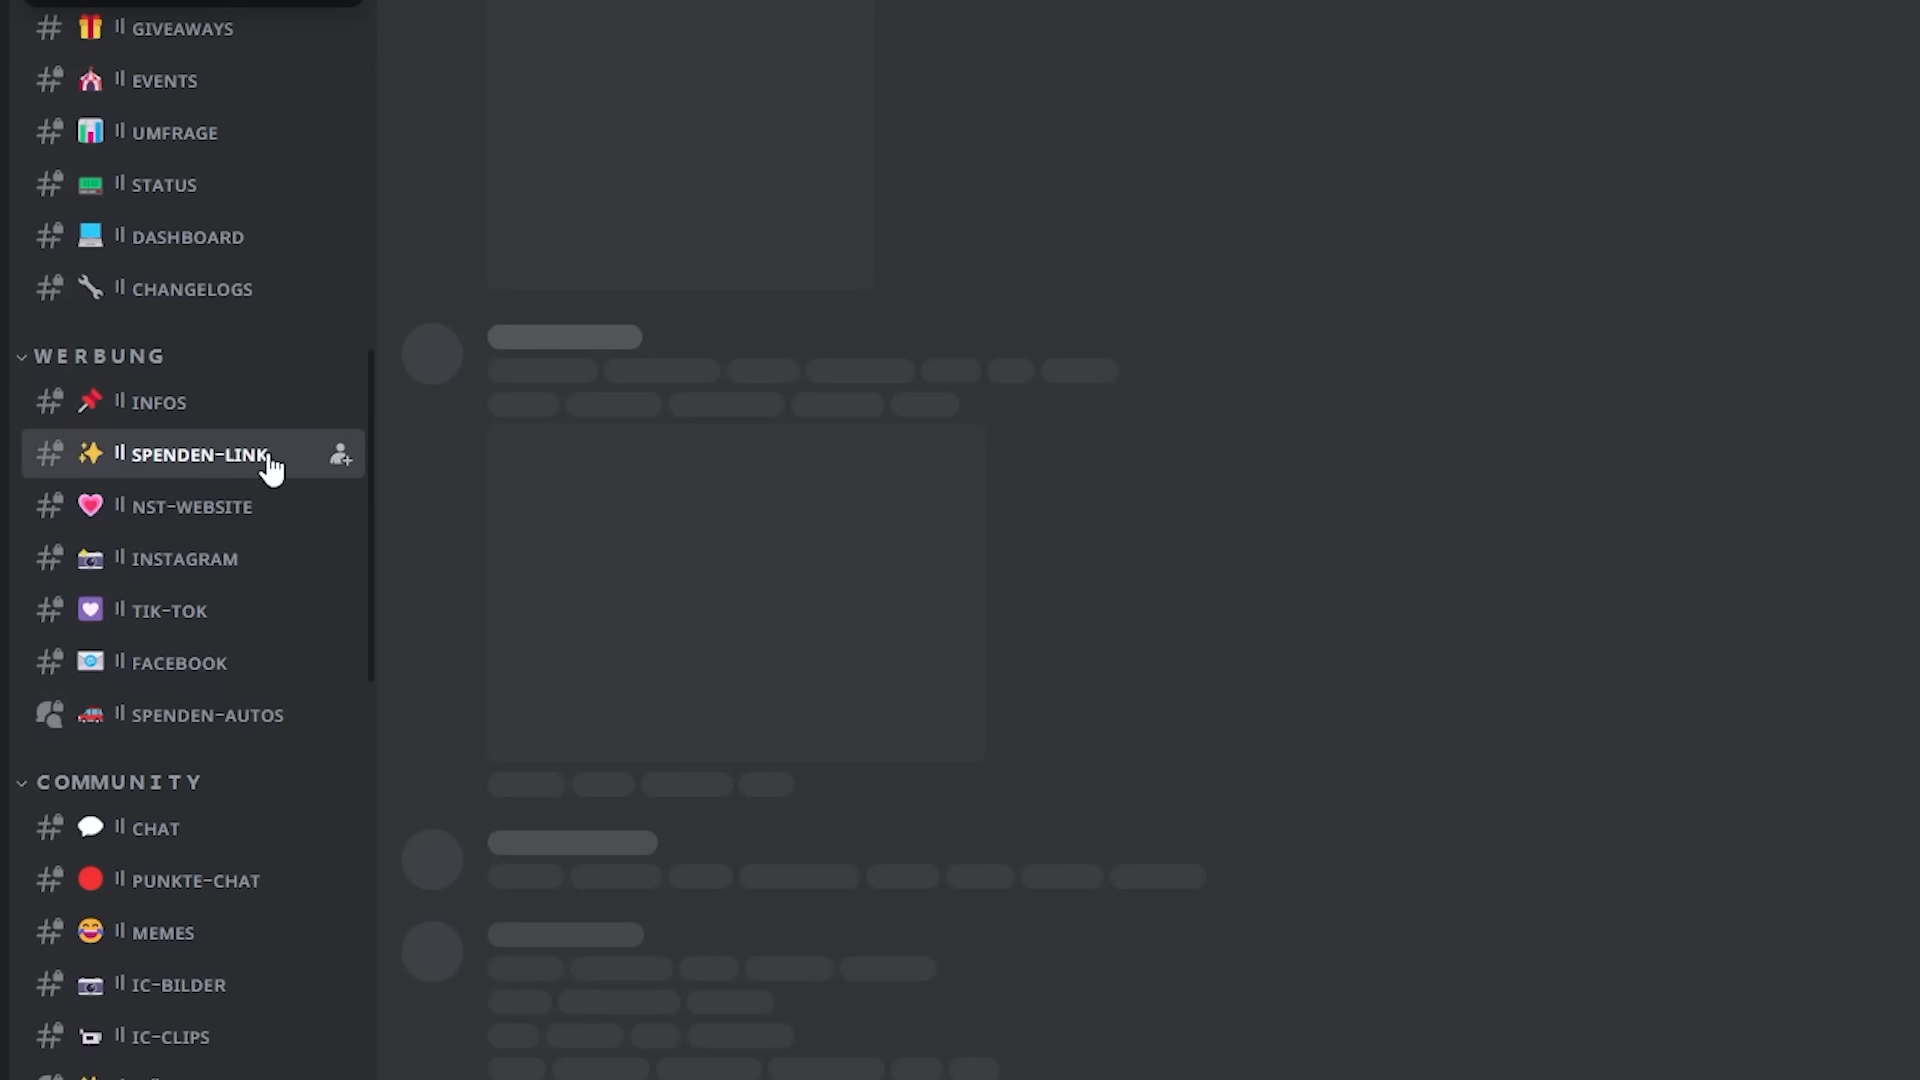 GIVEAWAYS
EVENTS
UMFRAGE
STATUS
DASHBOARD
CHANGELOGS
WERBUNG
INFOS
SPENDEN-LINK
NST-WEBSITE
INSTAGRAM
TIK-TOK
FACEBOOK
SPENDEN-AUTOS
COMMUNITY
CHAT
PUNKTE-CHAT
MEMES
IC-BILDER
IC-CLIPS